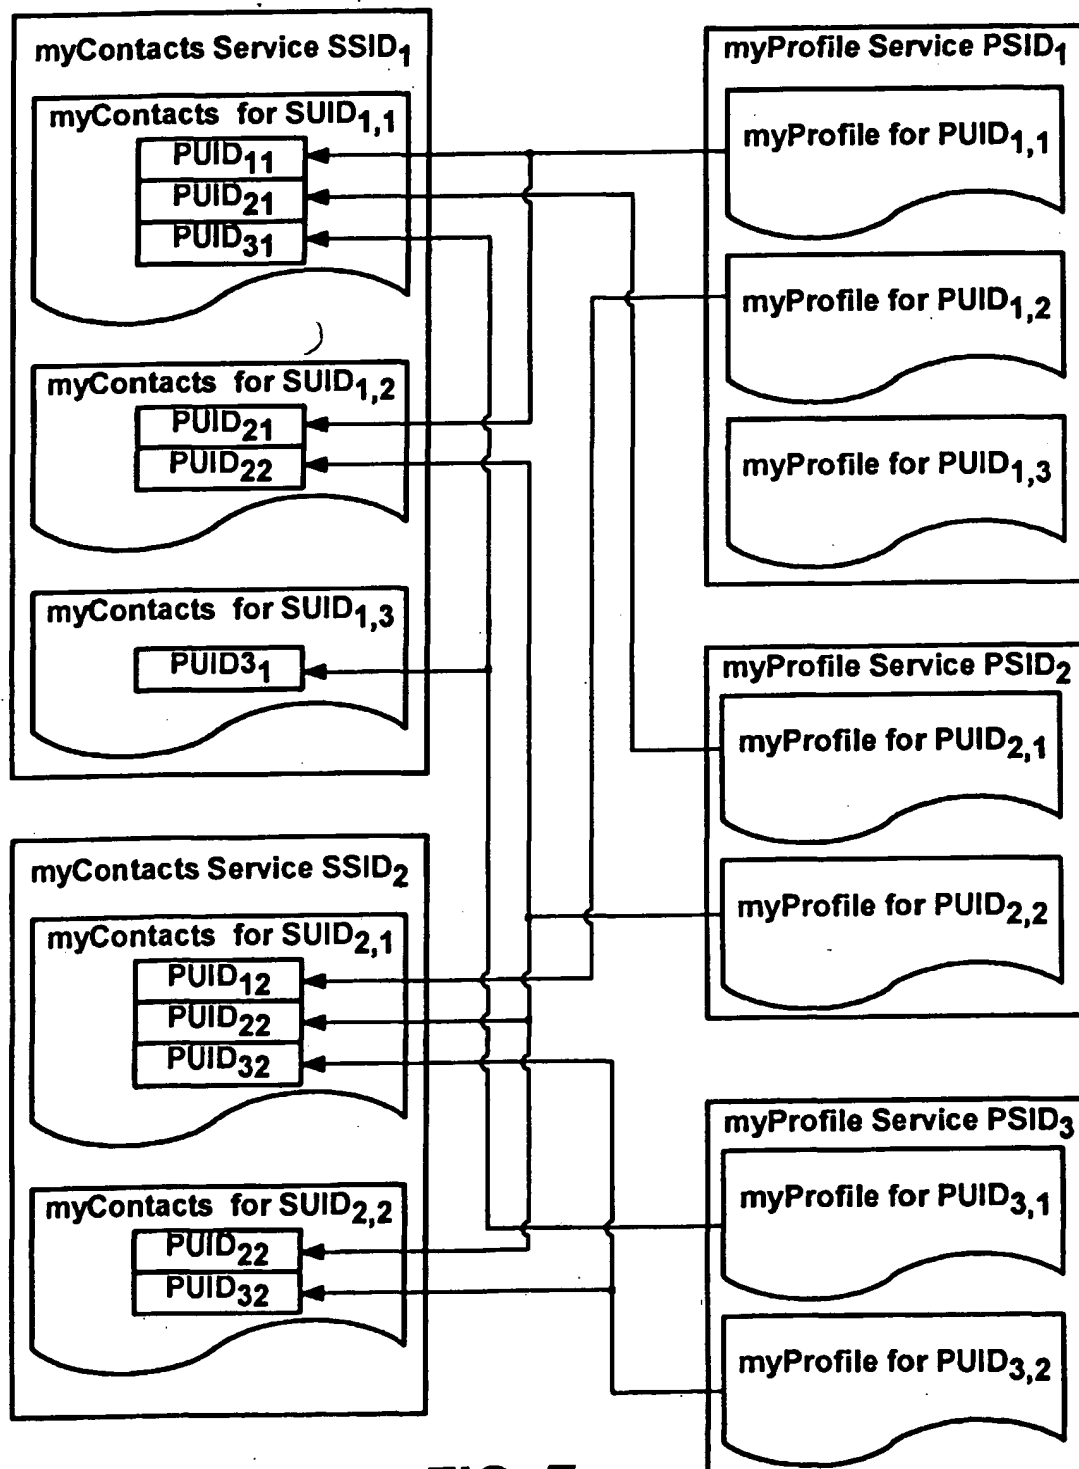 myContacts Service SSID₁
myContacts for SUID₁,₁
PUID₁₁
PUID₂₁
PUID₃₁
myContacts for SUID₁,₂
PUID₂₁
PUID₂₂
myContacts for SUID₁,₃
PUID3₁
myContacts Service SSID₂
myContacts for SUID₂,₁
PUID₁₂
PUID₂₂
PUID₃₂
myContacts for SUID₂,₂
PUID₂₂
PUID₃₂
myProfile Service PSID₁
myProfile for PUID₁,₁
myProfile for PUID₁,₂
myProfile for PUID₁,₃
myProfile Service PSID₂
myProfile for PUID₂,₁
myProfile for PUID₂,₂
myProfile Service PSID₃
myProfile for PUID₃,₁
myProfile for PUID₃,₂